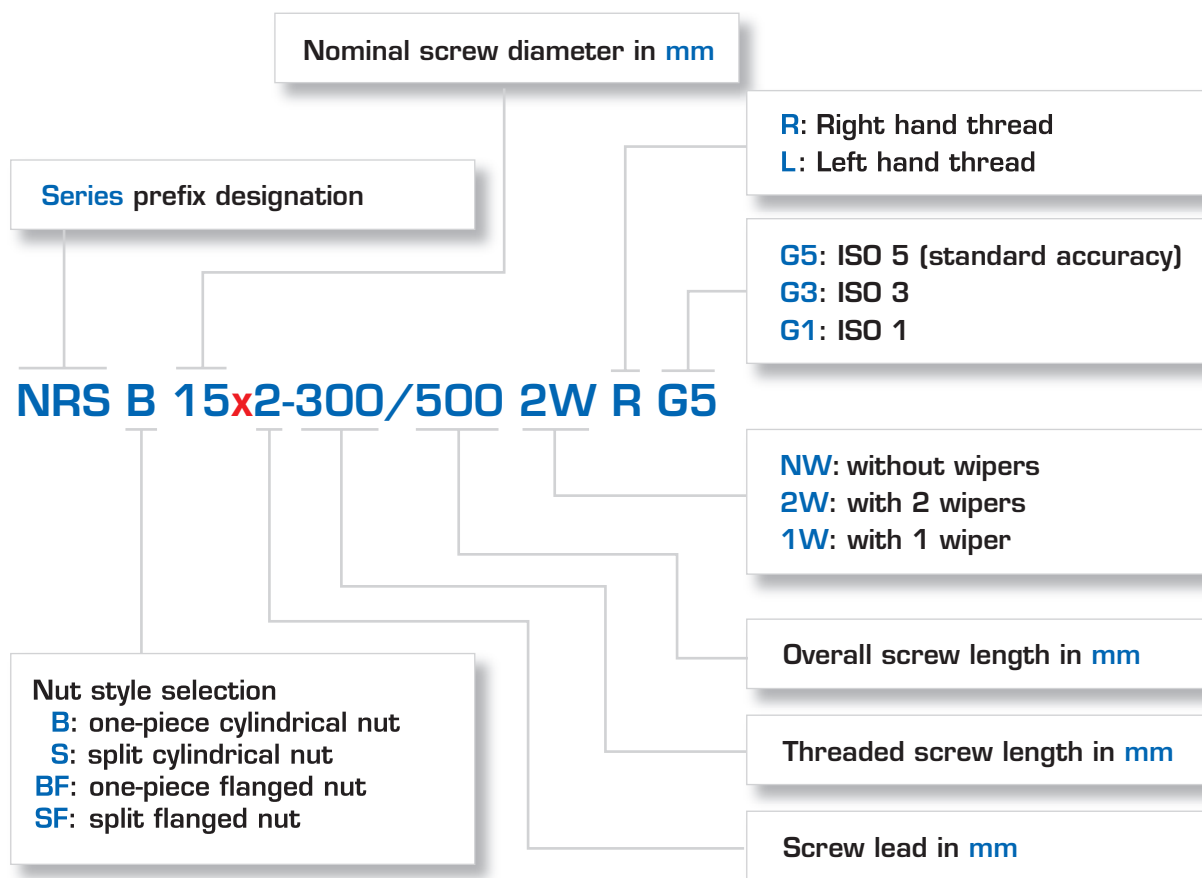 Nominal screw diameter in mm
R: Right hand thread
L: Left hand thread
Series prefix designation
G5: ISO 5 (standard accuracy)
G3: ISO 3
G1: ISO 1
NRS B 15x2-300/500 2W R G5
NW: without wipers
2W: with 2 wipers
1W: with 1 wiper
Overall screw length in mm
Nut style selection
B: one-piece cylindrical nut
S: split cylindrical nut
BF: one-piece flanged nut
SF: split flanged nut
Threaded screw length in mm
Screw lead in mm